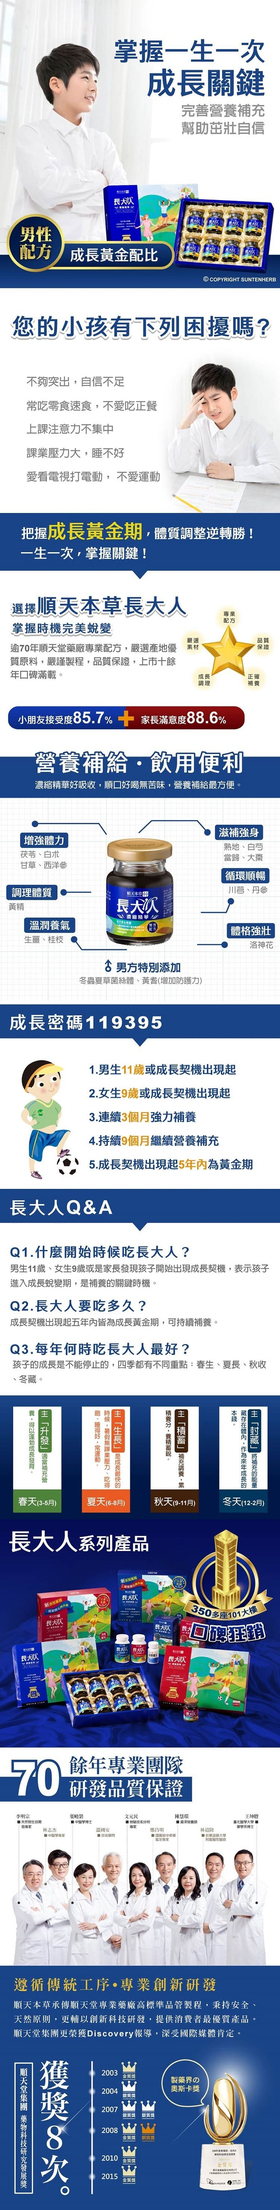 掌握一生一次
成長關鍵
完善營養補充
幫助茁壯自信
男性
配方
成長黃金配比
© COPYRIGHT SUNTENHERB
您的小孩有下列困擾嗎?
不夠突出，自信不足
常吃零食速食，不愛吃正餐
上課注意力不集中
課業壓力大，睡不好
愛看電視打電動， 不愛運動
把握成長黃金期，體質調整逆轉勝！
一生一次，掌握關鍵！
選擇順天本草長大人
掌握時機完美蛻變
逾70年順天堂藥廠專業配方，嚴選產地優
質原料，嚴謹製程，品質保證，上市十餘
年口碑滿載。
專業
配方
嚴選
素材
品質
保證
成長
調理
正確
補養
小朋友接受度85.7%
家長滿意度88.6%
營養補給・飲用便利
濃縮精華好吸收，順口好喝無苦味，營養補給最方便。
增強體力
茯苓、白朮
甘草、西洋參
滋補強身
熟地、白芍
當歸、大棗
調理體質
黃精
循環順暢
川芎、丹參
溫潤養氣
生薑、桂枝
體格強壯
洛神花
長大人
男方特別添加
冬蟲夏草菌絲體、黃耆(增加防護力)
成長密碼119395
1.男生11歲或成長契機出現起
2.女生9歲或成長契機出現起
3.連續3個月強力補養
4.持續9個月繼續營養補充
5.成長契機出現起5年內為黃金期
長大人Q&A
Q1.什麼開始時候吃長大人？
男生11歲、女生9歲或是家長發現孩子開始出現成長契機，表示孩子
進入成長蛻變期，是補養的關鍵時機。
Q2.長大人要吃多久？
成長契機出現起五年內皆為成長黃金期，可持續補養。
Q3.每年何時吃長大人最好？
孩子的成長是不能停止的，四季都有不同重點：春生、夏長、秋收
、冬藏。
主「升發」
春天(3-5月)
主「生長」
夏天(6-8月)
主「積蓄」
秋天(9-11月)
主「封藏」
冬天(12-2月)
長大人系列產品
350多座101大樓
口碑狂銷
70餘年專業團隊
研發品質保證
遵循傳統工序・專業創新研發
順天本草承傳順天堂專業藥廠高標準品管製程，秉持安全、
天然原則，更輔以創新科技研發，提供消費者最優質產品。
順天堂集團更榮獲Discovery報導，深受國際媒體肯定。
順天堂集團 藥物科技研究發展獎
獲獎8次。
2003
2004
2007
2008
2010
2015
製藥界の
奧斯卡獎